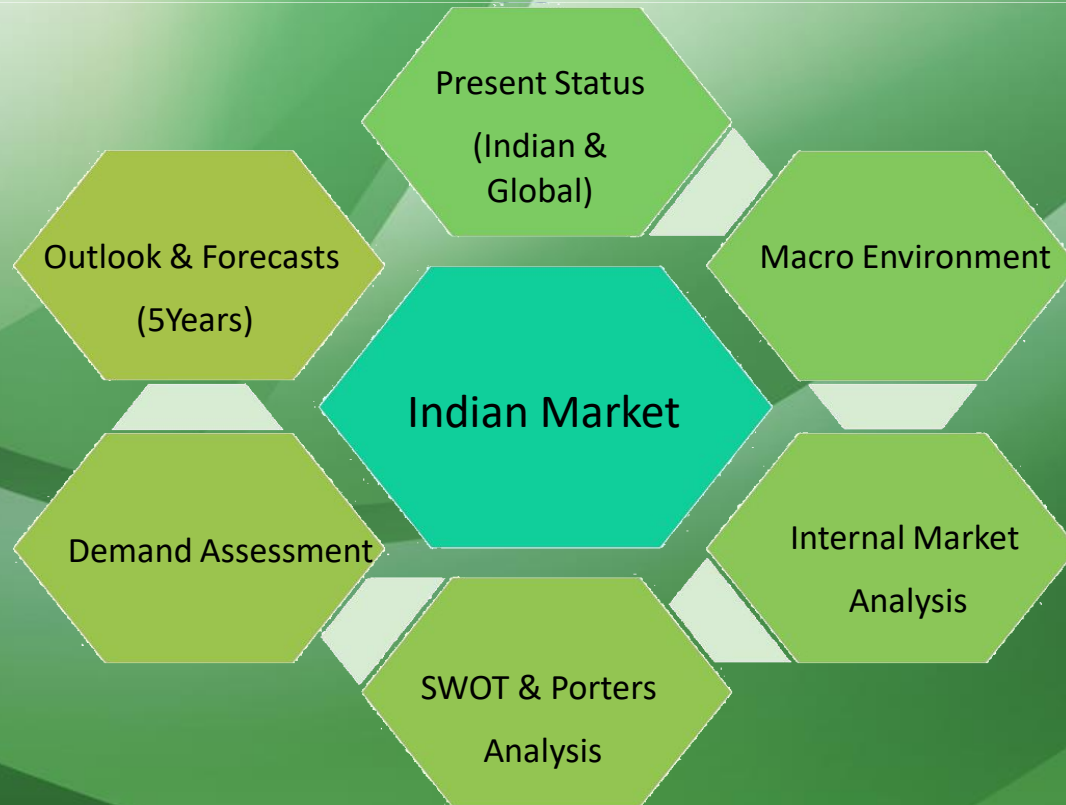 Present Status
(Indian &
Global)
Outlook & Forecasts
(5Years)
Macro Environment
Indian Market
Demand Assessment
Internal Market
Analysis
SWOT & Porters
Analysis